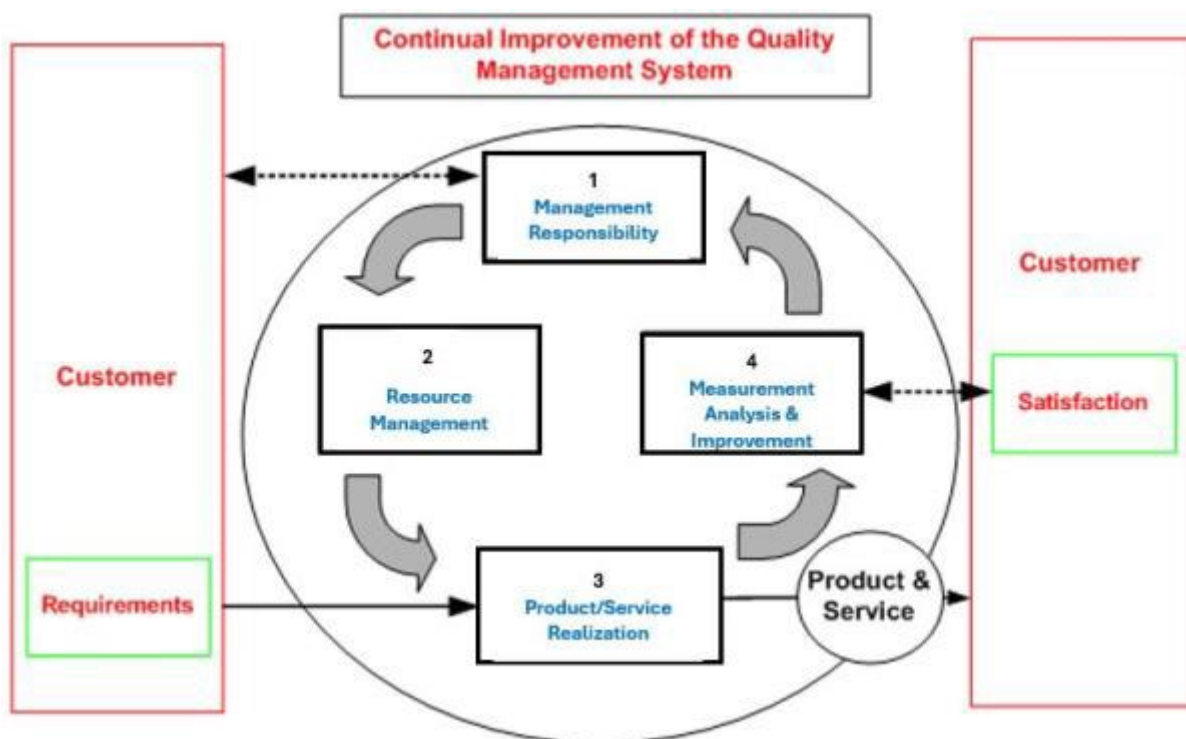 Continual Improvement of the Quality
Management System
1
Management
Responsibility
Customer
2
Resource
Management
4
Measurement
Analysis &
Improvement
Customer
Satisfaction
Requirements
3
Product/Service
Realization
Product &
Service